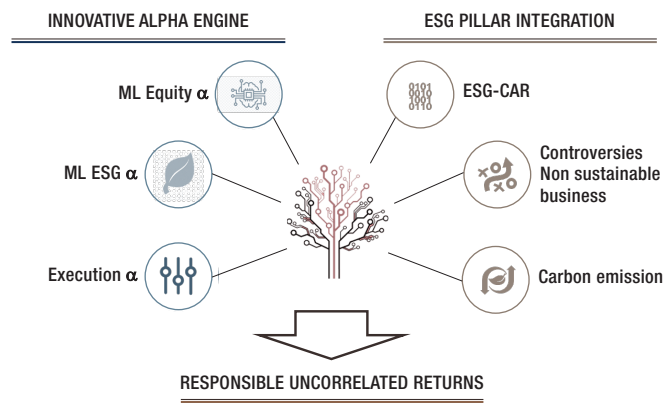 INNOVATIVE ALPHA ENGINE
ESG PILLAR INTEGRATION
ML Equity α
ML ESG α
Execution α
0101
0010
1001
0110
ESG-CAR
Controversies
Non sustainable
business
Carbon emission
RESPONSIBLE UNCORRELATED RETURNS